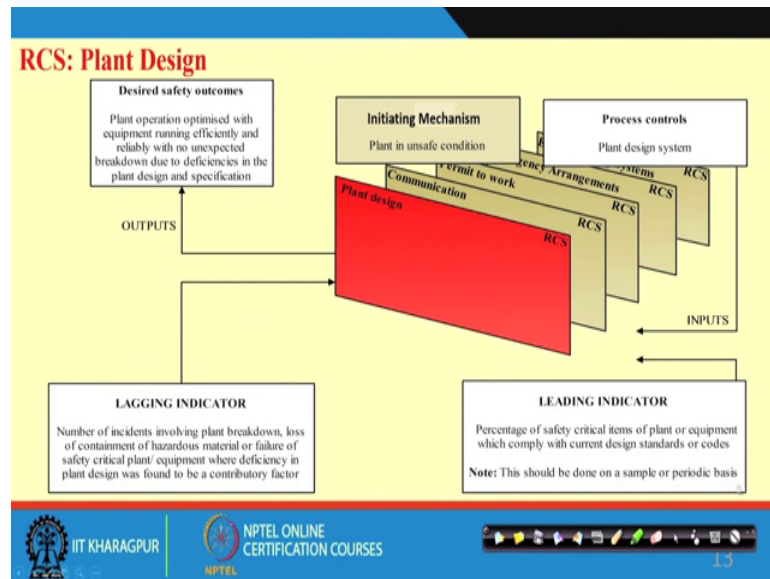 RCS: Plant Design
Desired safety outcomes
Plant operation optimised with
equipment running efficiently and
reliably with no unexpected
breakdown due to deficiencies in the
plant design and specification
Initiating Mechanism
Plant in unsafe condition
Process controls
Plant design system
RCS
Arrangements
RCS
Permit to work
RCS
Communication
RCS
Plant design
RCS
OUTPUTS
INPUTS
LAGGING INDICATOR
Number of incidents involving plant breakdown, loss
of containment of hazardous material or failure of
safety critical plant/ equipment where deficiency in
plant design was found to be a contributory factor
LEADING INDICATOR
Percentage of safety critical items of plant or equipment
which comply with current design standards or codes
Note: This should be done on a sample or periodic basis
IIT KHARAGPUR
NPTEL
NPTEL ONLINE
CERTIFICATION COURSES
13